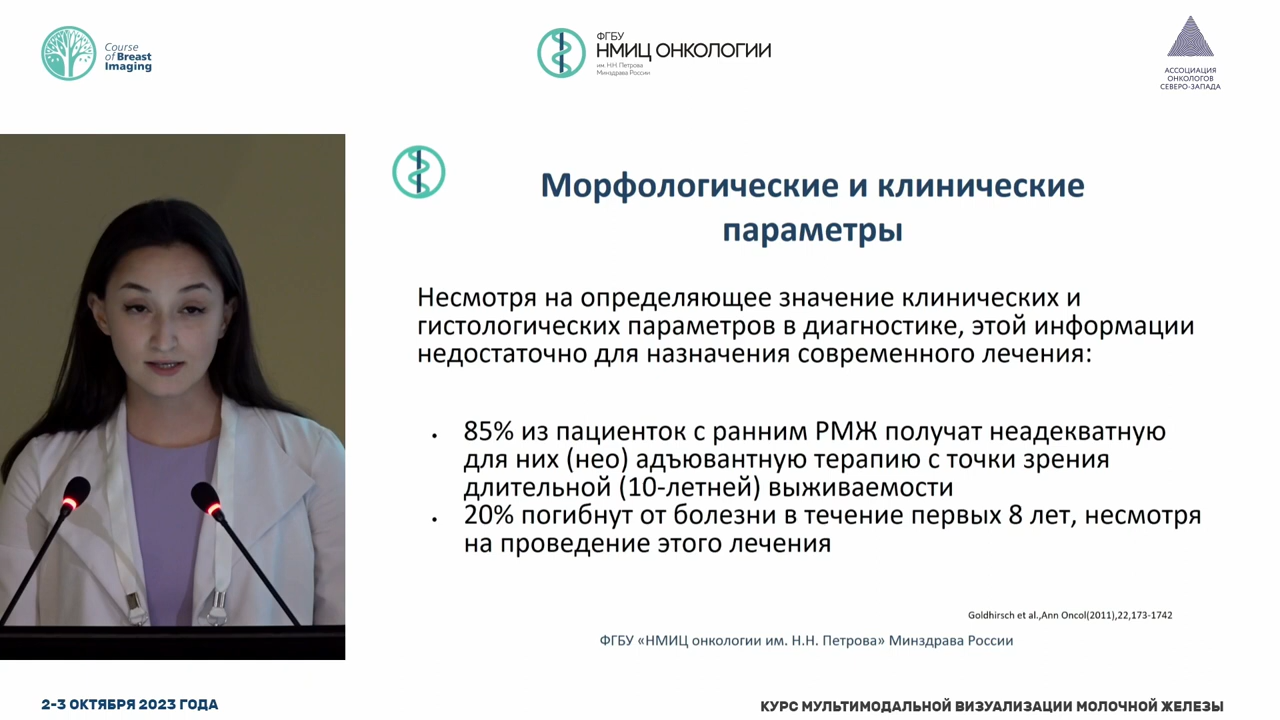 Course
of Breast
Imaging
ФГБУ
НМИЦ ОНКОЛОГИИ
им. Н.Н. Петрова
Минздрава России
АССОЦИАЦИЯ
ОНКОЛОГОВ
СЕВЕРО-ЗАПАДА
Морфологические и клинические
параметры
Несмотря на определяющее значение клинических и
гистологических параметров в диагностике, этой информации
недостаточно для назначения современного лечения:
• 85% из пациенток с ранним РМЖ получат неадекватную
для них (нео) адъювантную терапию с точки зрения
длительной (10-летней) выживаемости
• 20% погибнут от болезни в течение первых 8 лет, несмотря
на проведение этого лечения
Goldhirsch et al.,Ann Oncol(2011),22,173-1742
ФГБУ «НМИЦ онкологии им. Н.Н. Петрова» Минздрава России
2-3 ОКТЯБРЯ 2023 ГОДА
КУРС МУЛЬТИМОДАЛЬНОЙ ВИЗУАЛИЗАЦИИ МОЛОЧНОЙ ЖЕЛЕЗЫ